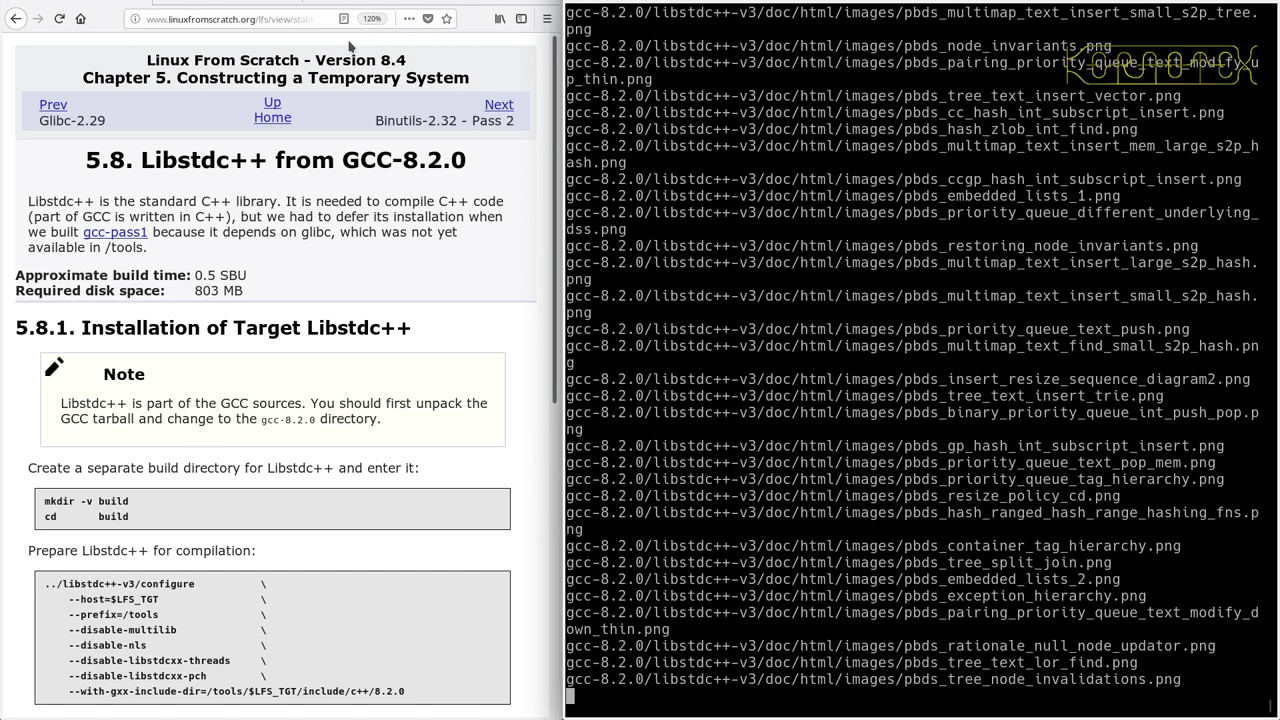 www.linuxfromscratch.org/lfs/view/stabl
120%
Linux From Scratch - Version 8.4
Chapter 5. Constructing a Temporary System
Prev
Up
Next
Glibc-2.29
Home
Binutils-2.32 - Pass 2
5.8. Libstdc++ from GCC-8.2.0
Libstdc++ is the standard C++ library. It is needed to compile C++ code
(part of GCC is written in C++), but we had to defer its installation when
we built gcc-pass1 because it depends on glibc, which was not yet
available in /tools.
Approximate build time: 0.5 SBU
Required disk space: 803 MB
5.8.1. Installation of Target Libstdc++
Note
Libstdc++ is part of the GCC sources. You should first unpack the
GCC tarball and change to the gcc-8.2.0 directory.
Create a separate build directory for Libstdc++ and enter it:
mkdir -v build
cd build
Prepare Libstdc++ for compilation:
../libstdc++-v3/configure \
--host=$LFS_TGT \
--prefix=/tools \
--disable-multilib \
--disable-nls \
--disable-libstdcxx-threads \
--disable-libstdcxx-pch \
--with-gxx-include-dir=/tools/$LFS_TGT/include/c++/8.2.0
gcc-8.2.0/libstdc++-v3/doc/html/images/pbds_multimap_text_insert_small_s2p_tree.
png
gcc-8.2.0/libstdc++-v3/doc/html/images/pbds_node_invariants.png
gcc-8.2.0/libstdc++-v3/doc/html/images/pbds_pairing_priority_queue_text_modify_u
p_thin.png
gcc-8.2.0/libstdc++-v3/doc/html/images/pbds_tree_text_insert_vector.png
gcc-8.2.0/libstdc++-v3/doc/html/images/pbds_cc_hash_int_subscript_insert.png
gcc-8.2.0/libstdc++-v3/doc/html/images/pbds_hash_zlob_int_find.png
gcc-8.2.0/libstdc++-v3/doc/html/images/pbds_multimap_text_insert_mem_large_s2p_h
ash.png
gcc-8.2.0/libstdc++-v3/doc/html/images/pbds_ccgp_hash_int_subscript_insert.png
gcc-8.2.0/libstdc++-v3/doc/html/images/pbds_embedded_lists_1.png
gcc-8.2.0/libstdc++-v3/doc/html/images/pbds_priority_queue_different_underlying_
dss.png
gcc-8.2.0/libstdc++-v3/doc/html/images/pbds_restoring_node_invariants.png
gcc-8.2.0/libstdc++-v3/doc/html/images/pbds_multimap_text_insert_large_s2p_hash.
png
gcc-8.2.0/libstdc++-v3/doc/html/images/pbds_multimap_text_insert_small_s2p_hash.
png
gcc-8.2.0/libstdc++-v3/doc/html/images/pbds_priority_queue_text_push.png
gcc-8.2.0/libstdc++-v3/doc/html/images/pbds_multimap_text_find_small_s2p_hash.pn
g
gcc-8.2.0/libstdc++-v3/doc/html/images/pbds_insert_resize_sequence_diagram2.png
gcc-8.2.0/libstdc++-v3/doc/html/images/pbds_tree_text_insert_trie.png
gcc-8.2.0/libstdc++-v3/doc/html/images/pbds_binary_priority_queue_int_push_pop.p
ng
gcc-8.2.0/libstdc++-v3/doc/html/images/pbds_gp_hash_int_subscript_insert.png
gcc-8.2.0/libstdc++-v3/doc/html/images/pbds_priority_queue_text_pop_mem.png
gcc-8.2.0/libstdc++-v3/doc/html/images/pbds_priority_queue_tag_hierarchy.png
gcc-8.2.0/libstdc++-v3/doc/html/images/pbds_resize_policy_cd.png
gcc-8.2.0/libstdc++-v3/doc/html/images/pbds_hash_ranged_hash_range_hashing_fns.p
ng
gcc-8.2.0/libstdc++-v3/doc/html/images/pbds_container_tag_hierarchy.png
gcc-8.2.0/libstdc++-v3/doc/html/images/pbds_tree_split_join.png
gcc-8.2.0/libstdc++-v3/doc/html/images/pbds_embedded_lists_2.png
gcc-8.2.0/libstdc++-v3/doc/html/images/pbds_exception_hierarchy.png
gcc-8.2.0/libstdc++-v3/doc/html/images/pbds_pairing_priority_queue_text_modify_d
own_thin.png
gcc-8.2.0/libstdc++-v3/doc/html/images/pbds_rationale_null_node_updator.png
gcc-8.2.0/libstdc++-v3/doc/html/images/pbds_tree_text_lor_find.png
gcc-8.2.0/libstdc++-v3/doc/html/images/pbds_tree_node_invalidations.png